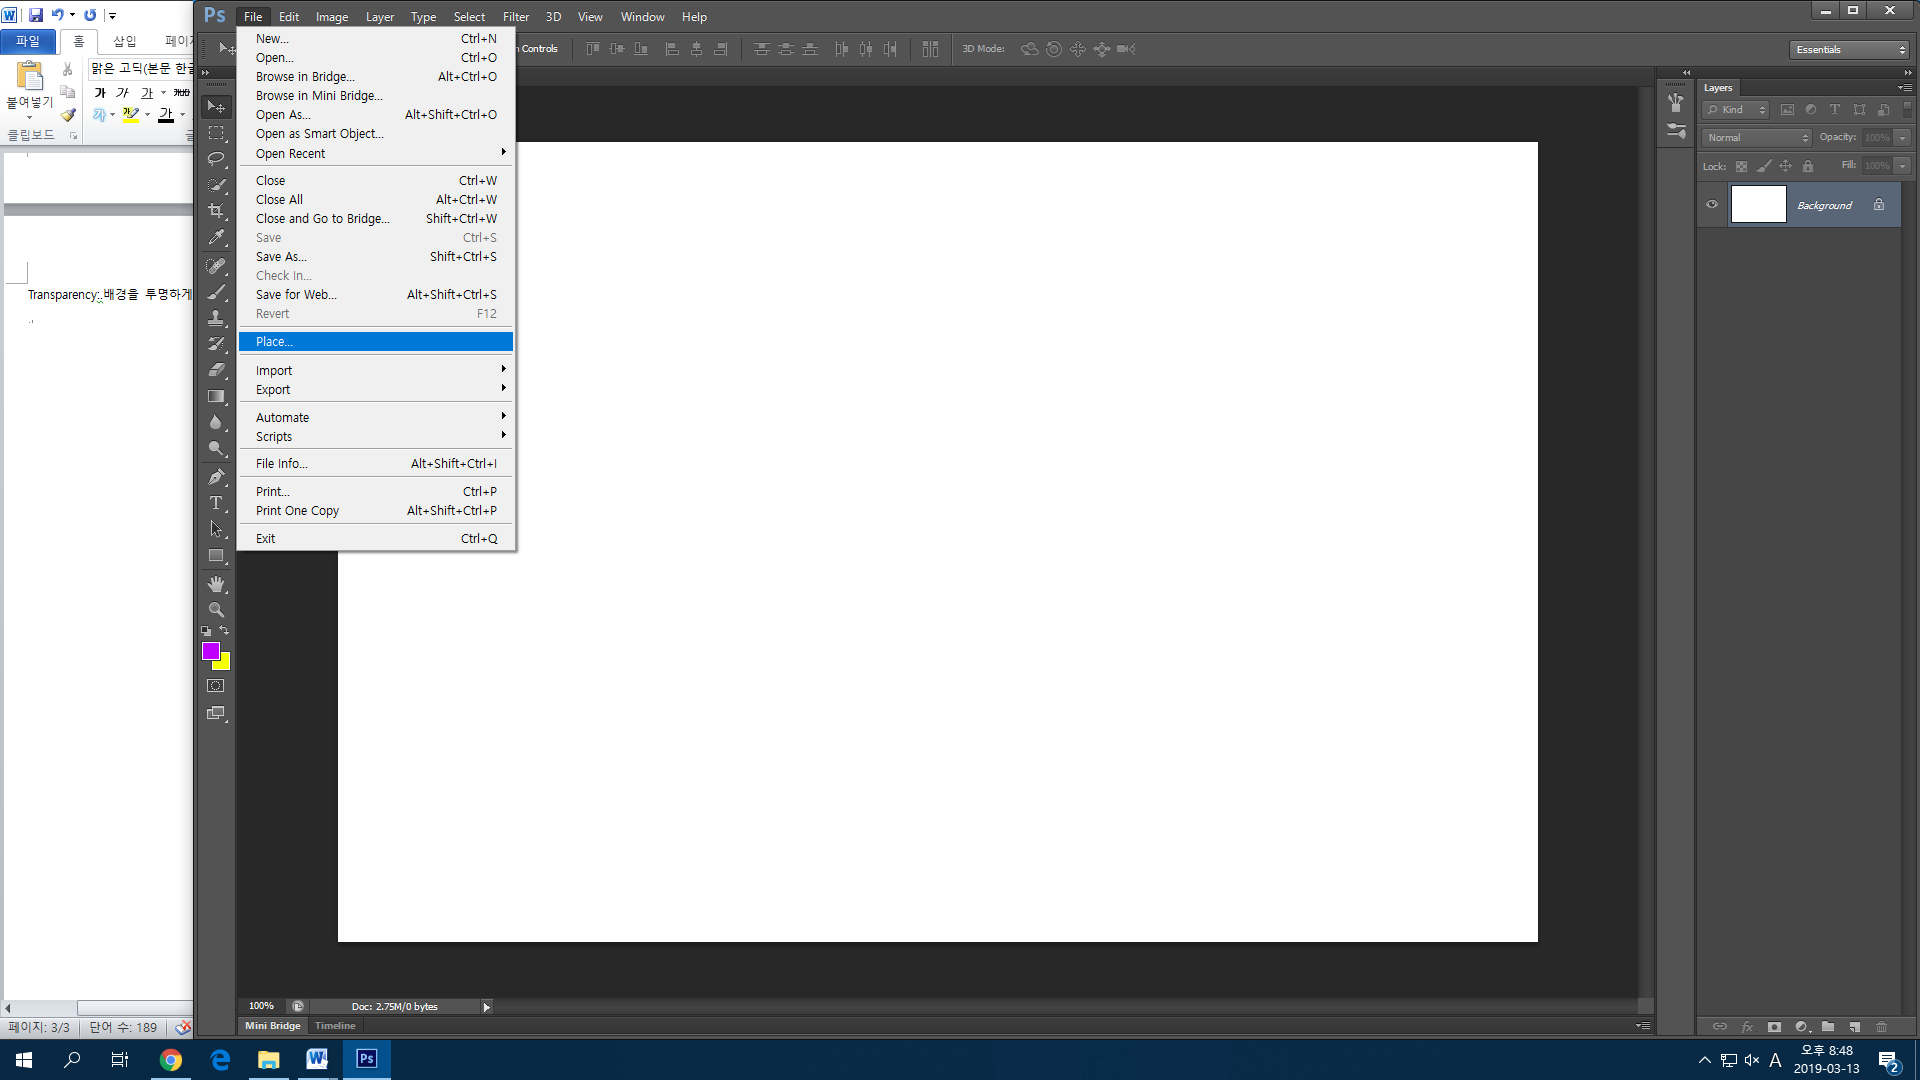 Ps File Edit Image Layer Type Select Filter 3D View Window Help
파일 홈 삽입
붙여넣기
클립보드
맑은 고딕(본문 한글
가 가 가
가 가 가
Transparency:.배경을 투명하게
페이지: 3/3 단어 수: 189
New... Ctrl+N
Open... Ctrl+O
Browse in Bridge... Alt+Ctrl+O
Browse in Mini Bridge...
Open As... Alt+Shift+Ctrl+O
Open as Smart Object...
Open Recent
Close Ctrl+W
Close All Alt+Ctrl+W
Close and Go to Bridge... Shift+Ctrl+W
Save Ctrl+S
Save As... Shift+Ctrl+S
Check In...
Save for Web... Alt+Shift+Ctrl+S
Revert F12
Place...
Import
Export
Automate
Scripts
File Info... Alt+Shift+Ctrl+I
Print... Ctrl+P
Print One Copy Alt+Shift+Ctrl+P
Exit Ctrl+Q
Controls
3D Mode:
Essentials
Layers
Kind
Normal Opacity: 100%
Lock: Fill: 100%
Background
100% Doc: 2.75M/0 bytes
Mini Bridge Timeline
A 오후 8:48
2019-03-13
2